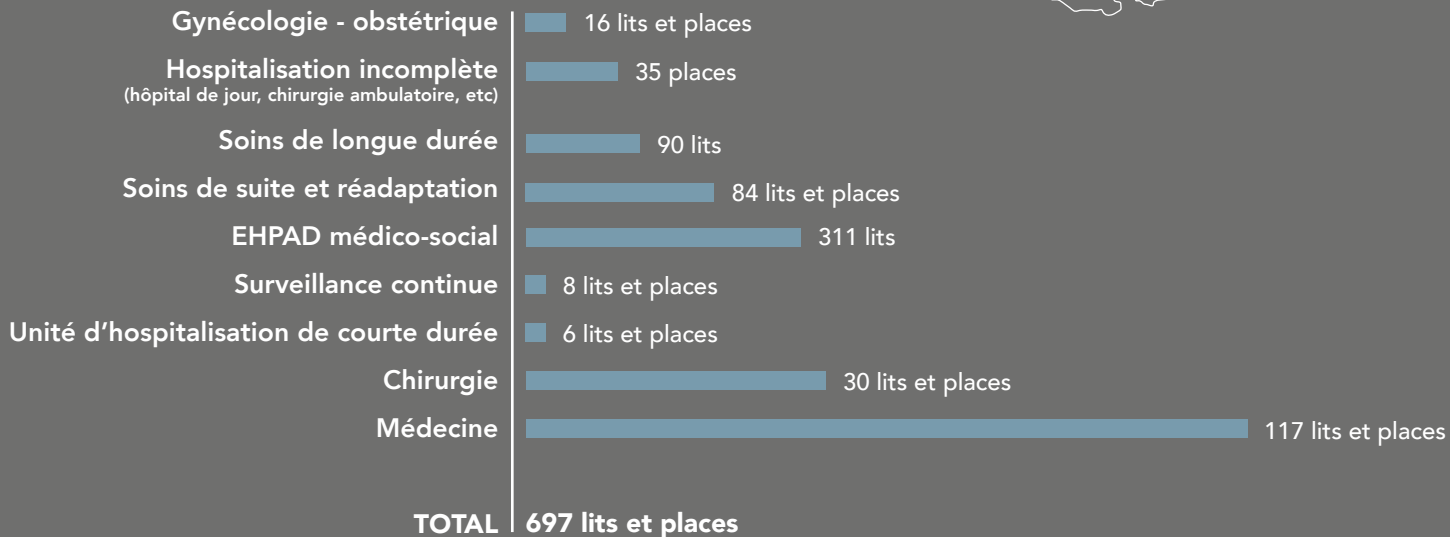 Gynécologie - obstétrique 16 lits et places
Hospitalisation incomplète 35 places
(hôpital de jour, chirurgie ambulatoire, etc)
Soins de longue durée 90 lits
Soins de suite et réadaptation 84 lits et places
EHPAD médico-social 311 lits
Surveillance continue 8 lits et places
Unité d’hospitalisation de courte durée 6 lits et places
Chirurgie 30 lits et places
Médecine 117 lits et places
TOTAL 697 lits et places